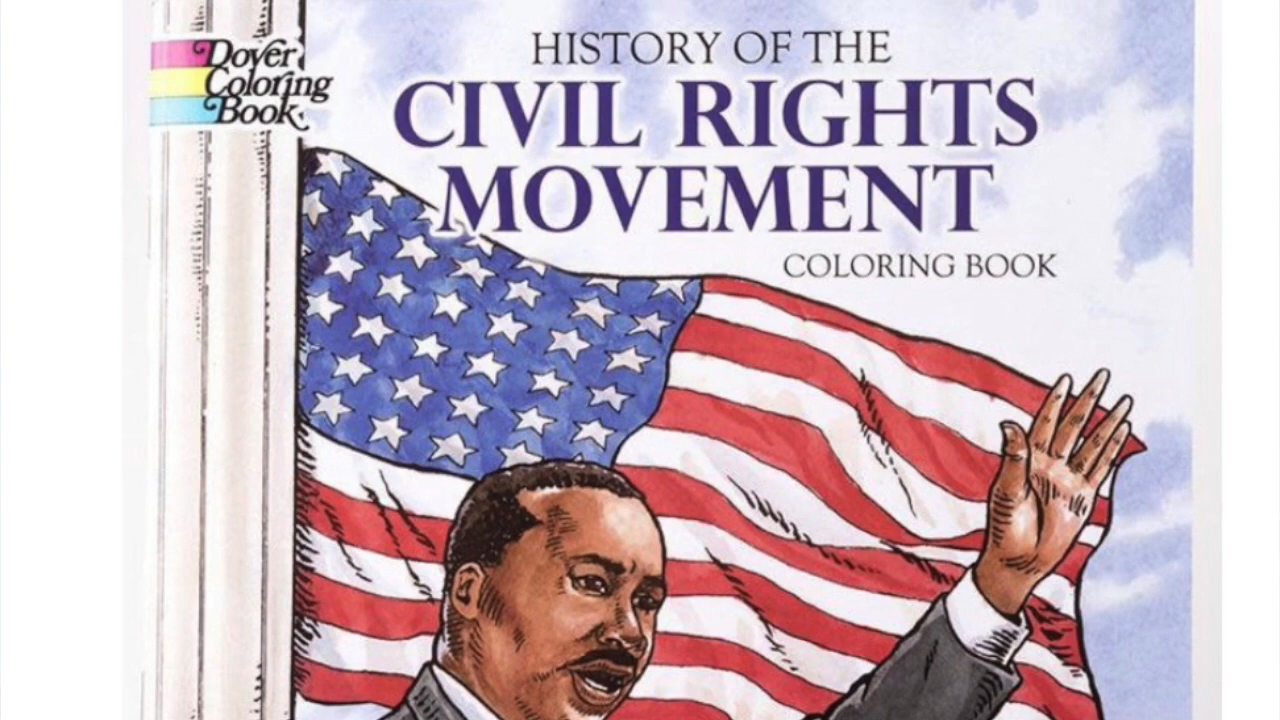 Dover
Coloring
Book
HISTORY OF THE
CIVIL RIGHTS
MOVEMENT
COLORING BOOK